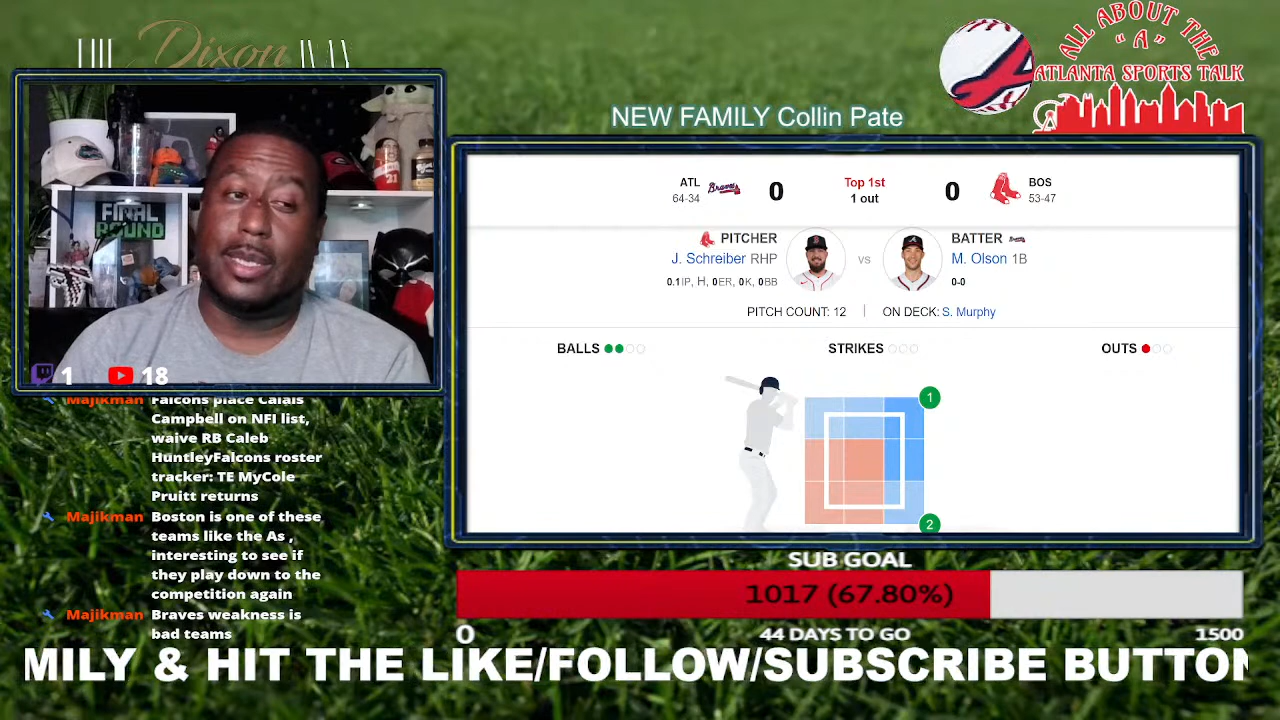 Dixon
ALL ABOUT THE
"A"
ATLANTA SPORTS TALK
NEW FAMILY Collin Pate
FINAL
ROUND
21
ATL
64-34
Braves
0
Top 1st
1 out
0
BOS
53-47
PITCHER
J. Schreiber RHP
0.1IP, H, 0ER, 0K, 0BB
vs
BATTER
M. Olson 1B
0-0
PITCH COUNT: 12
ON DECK: S. Murphy
BALLS
STRIKES
OUTS
1
2
1
18
Majikman Falcons place Calais
Campbell on NFI list,
waive RB Caleb
HuntleyFalcons roster
tracker: TE MyCole
Pruitt returns
Majikman Boston is one of these
teams like the As ,
interesting to see if
they play down to the
competition again
Majikman Braves weakness is
bad teams
SUB GOAL
1017 (67.80%)
0
44 DAYS TO GO
1500
MILY & HIT THE LIKE/FOLLOW/SUBSCRIBE BUTTON